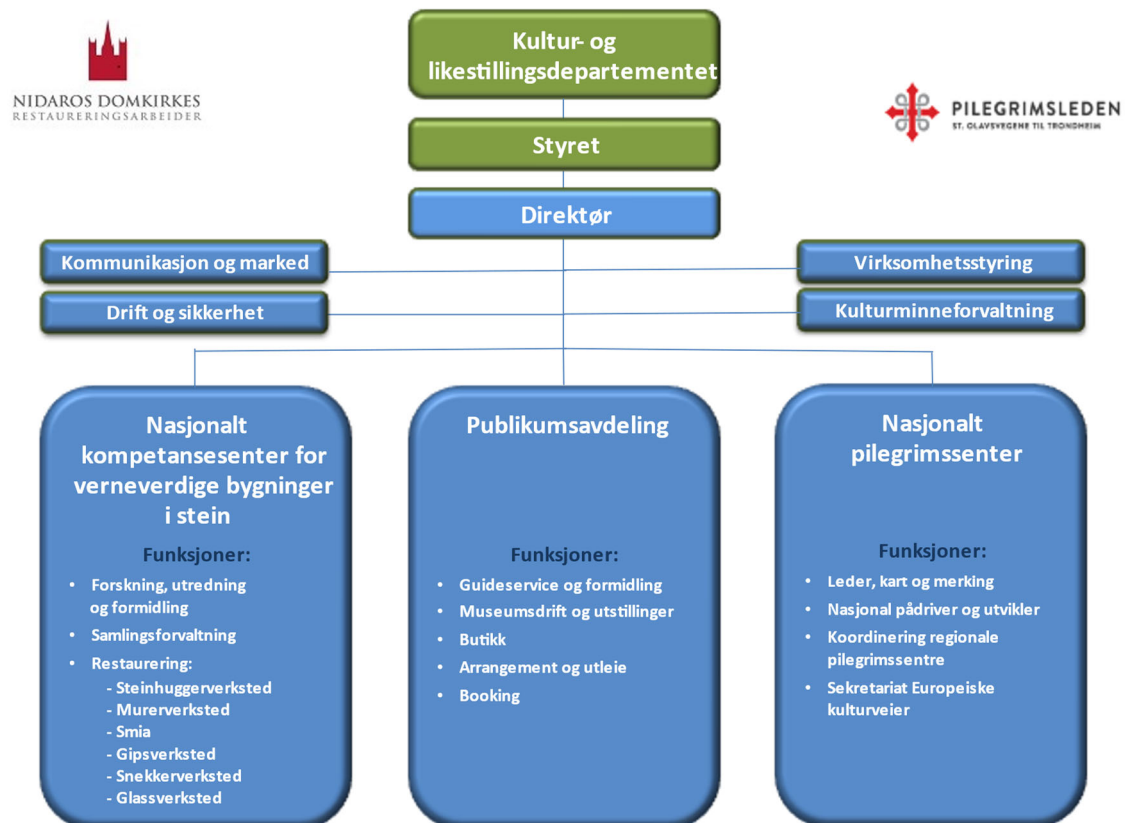 NIDAROS DOMKIRKES
RESTAURERINGSARBEIDER
Kultur- og
likestillingsdepartementet
PILEGRIMSLEDEN
ST. OLAVSVEGENE TIL TRONDHEIM
Styret
Direktør
Kommunikasjon og marked
Virksomhetsstyring
Drift og sikkerhet
Kulturminneforvaltning
Nasjonalt
kompetansesenter for
verneverdige bygninger
i stein
Funksjoner:
• Forskning, utredning
og formidling
• Samlingsforvaltning
• Restaurering:
- Steinhuggerverksted
- Murerverksted
- Smia
- Gipsverksted
- Snekkerverksted
- Glassverksted
Publikumsavdeling
Funksjoner:
• Guideservice og formidling
• Museumsdrift og utstillinger
• Butikk
• Arrangement og utleie
• Booking
Nasjonalt
pilegrimssenter
Funksjoner:
• Leder, kart og merking
• Nasjonal pådriver og utvikler
• Koordinering regionale
pilegrimssentre
• Sekretariat Europeiske
kulturveier